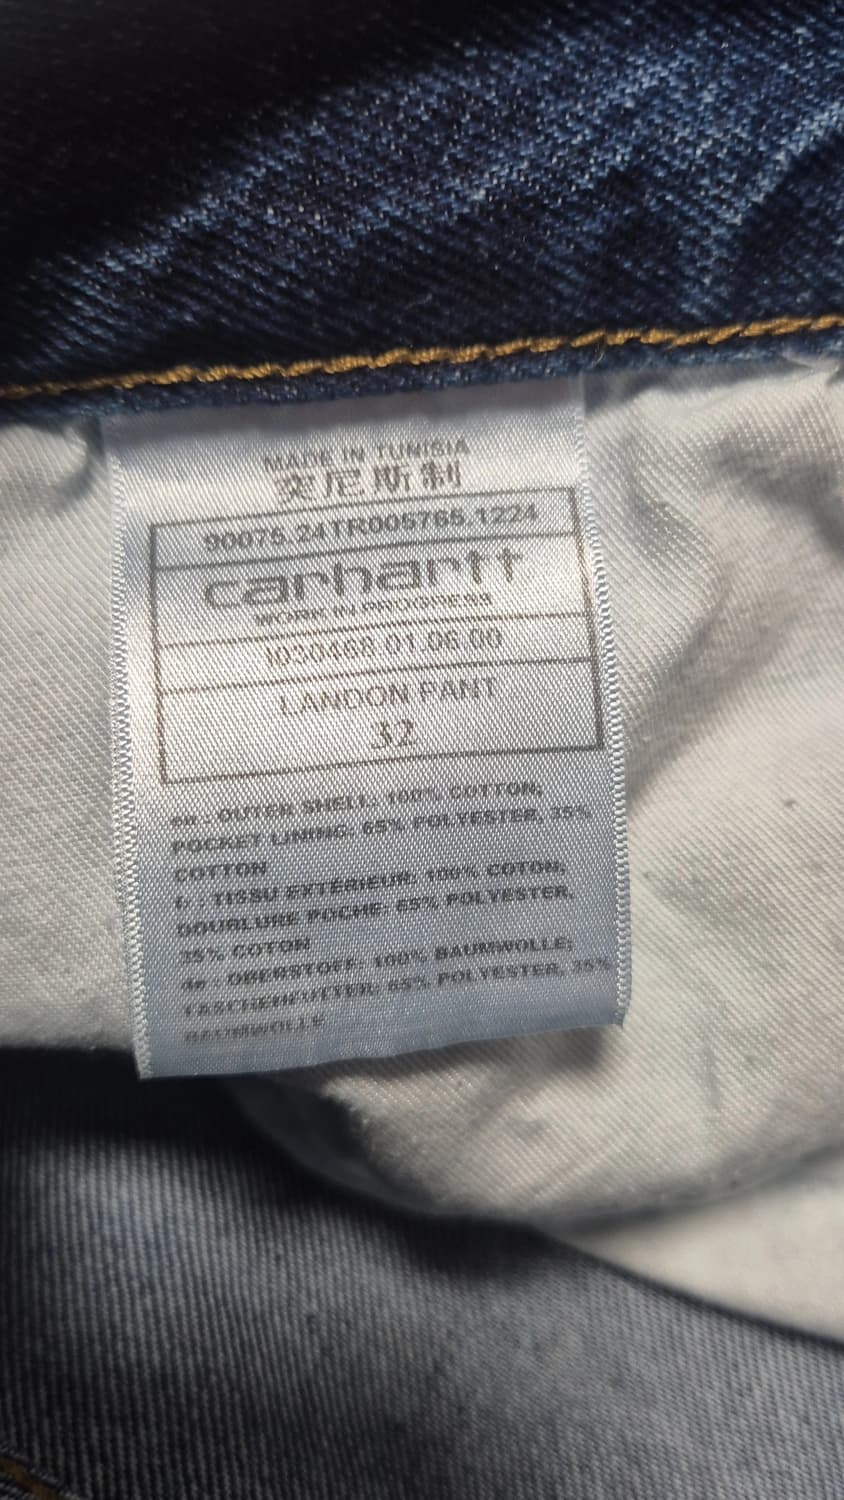 MADE IN TUNISIA
突尼斯制
90075.24TR005765.1224
carhartt
WORK IN PROGRESS
I030468.01.06.00
LANDON PANT
32
en : OUTER SHELL: 100% COTTON,
POCKET LINING: 65% POLYESTER, 35%
COTTON
fr : TISSU EXTÉRIEUR: 100% COTON;
DOUBLURE POCHE: 65% POLYESTER,
35% COTON
de : OBERSTOFF: 100% BAUMWOLLE;
TASCHENFUTTER: 65% POLYESTER, 35%
BAUMWOLLE